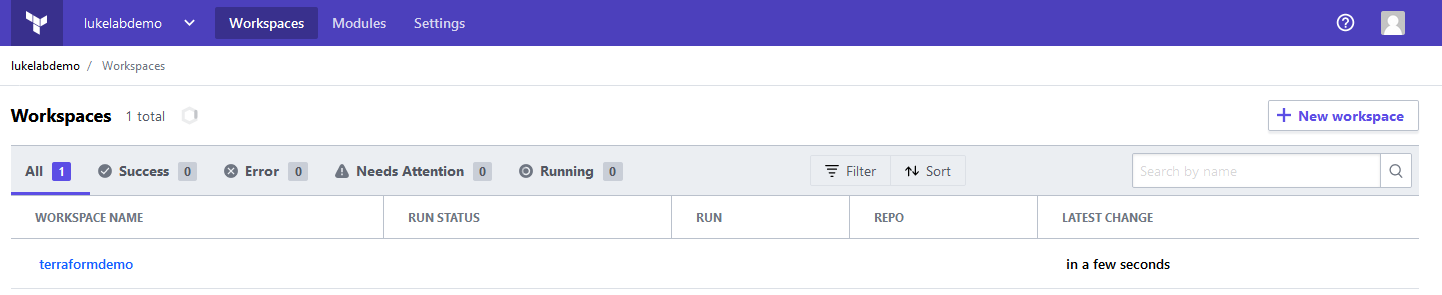 lukelabdemo Workspaces Modules Settings
lukelabdemo / Workspaces
Workspaces 1 total + New workspace
All 1 Success 0 Error 0 Needs Attention 0 Running 0 Filter Sort Search by name
WORKSPACE NAME RUN STATUS RUN REPO LATEST CHANGE
terraformdemo in a few seconds